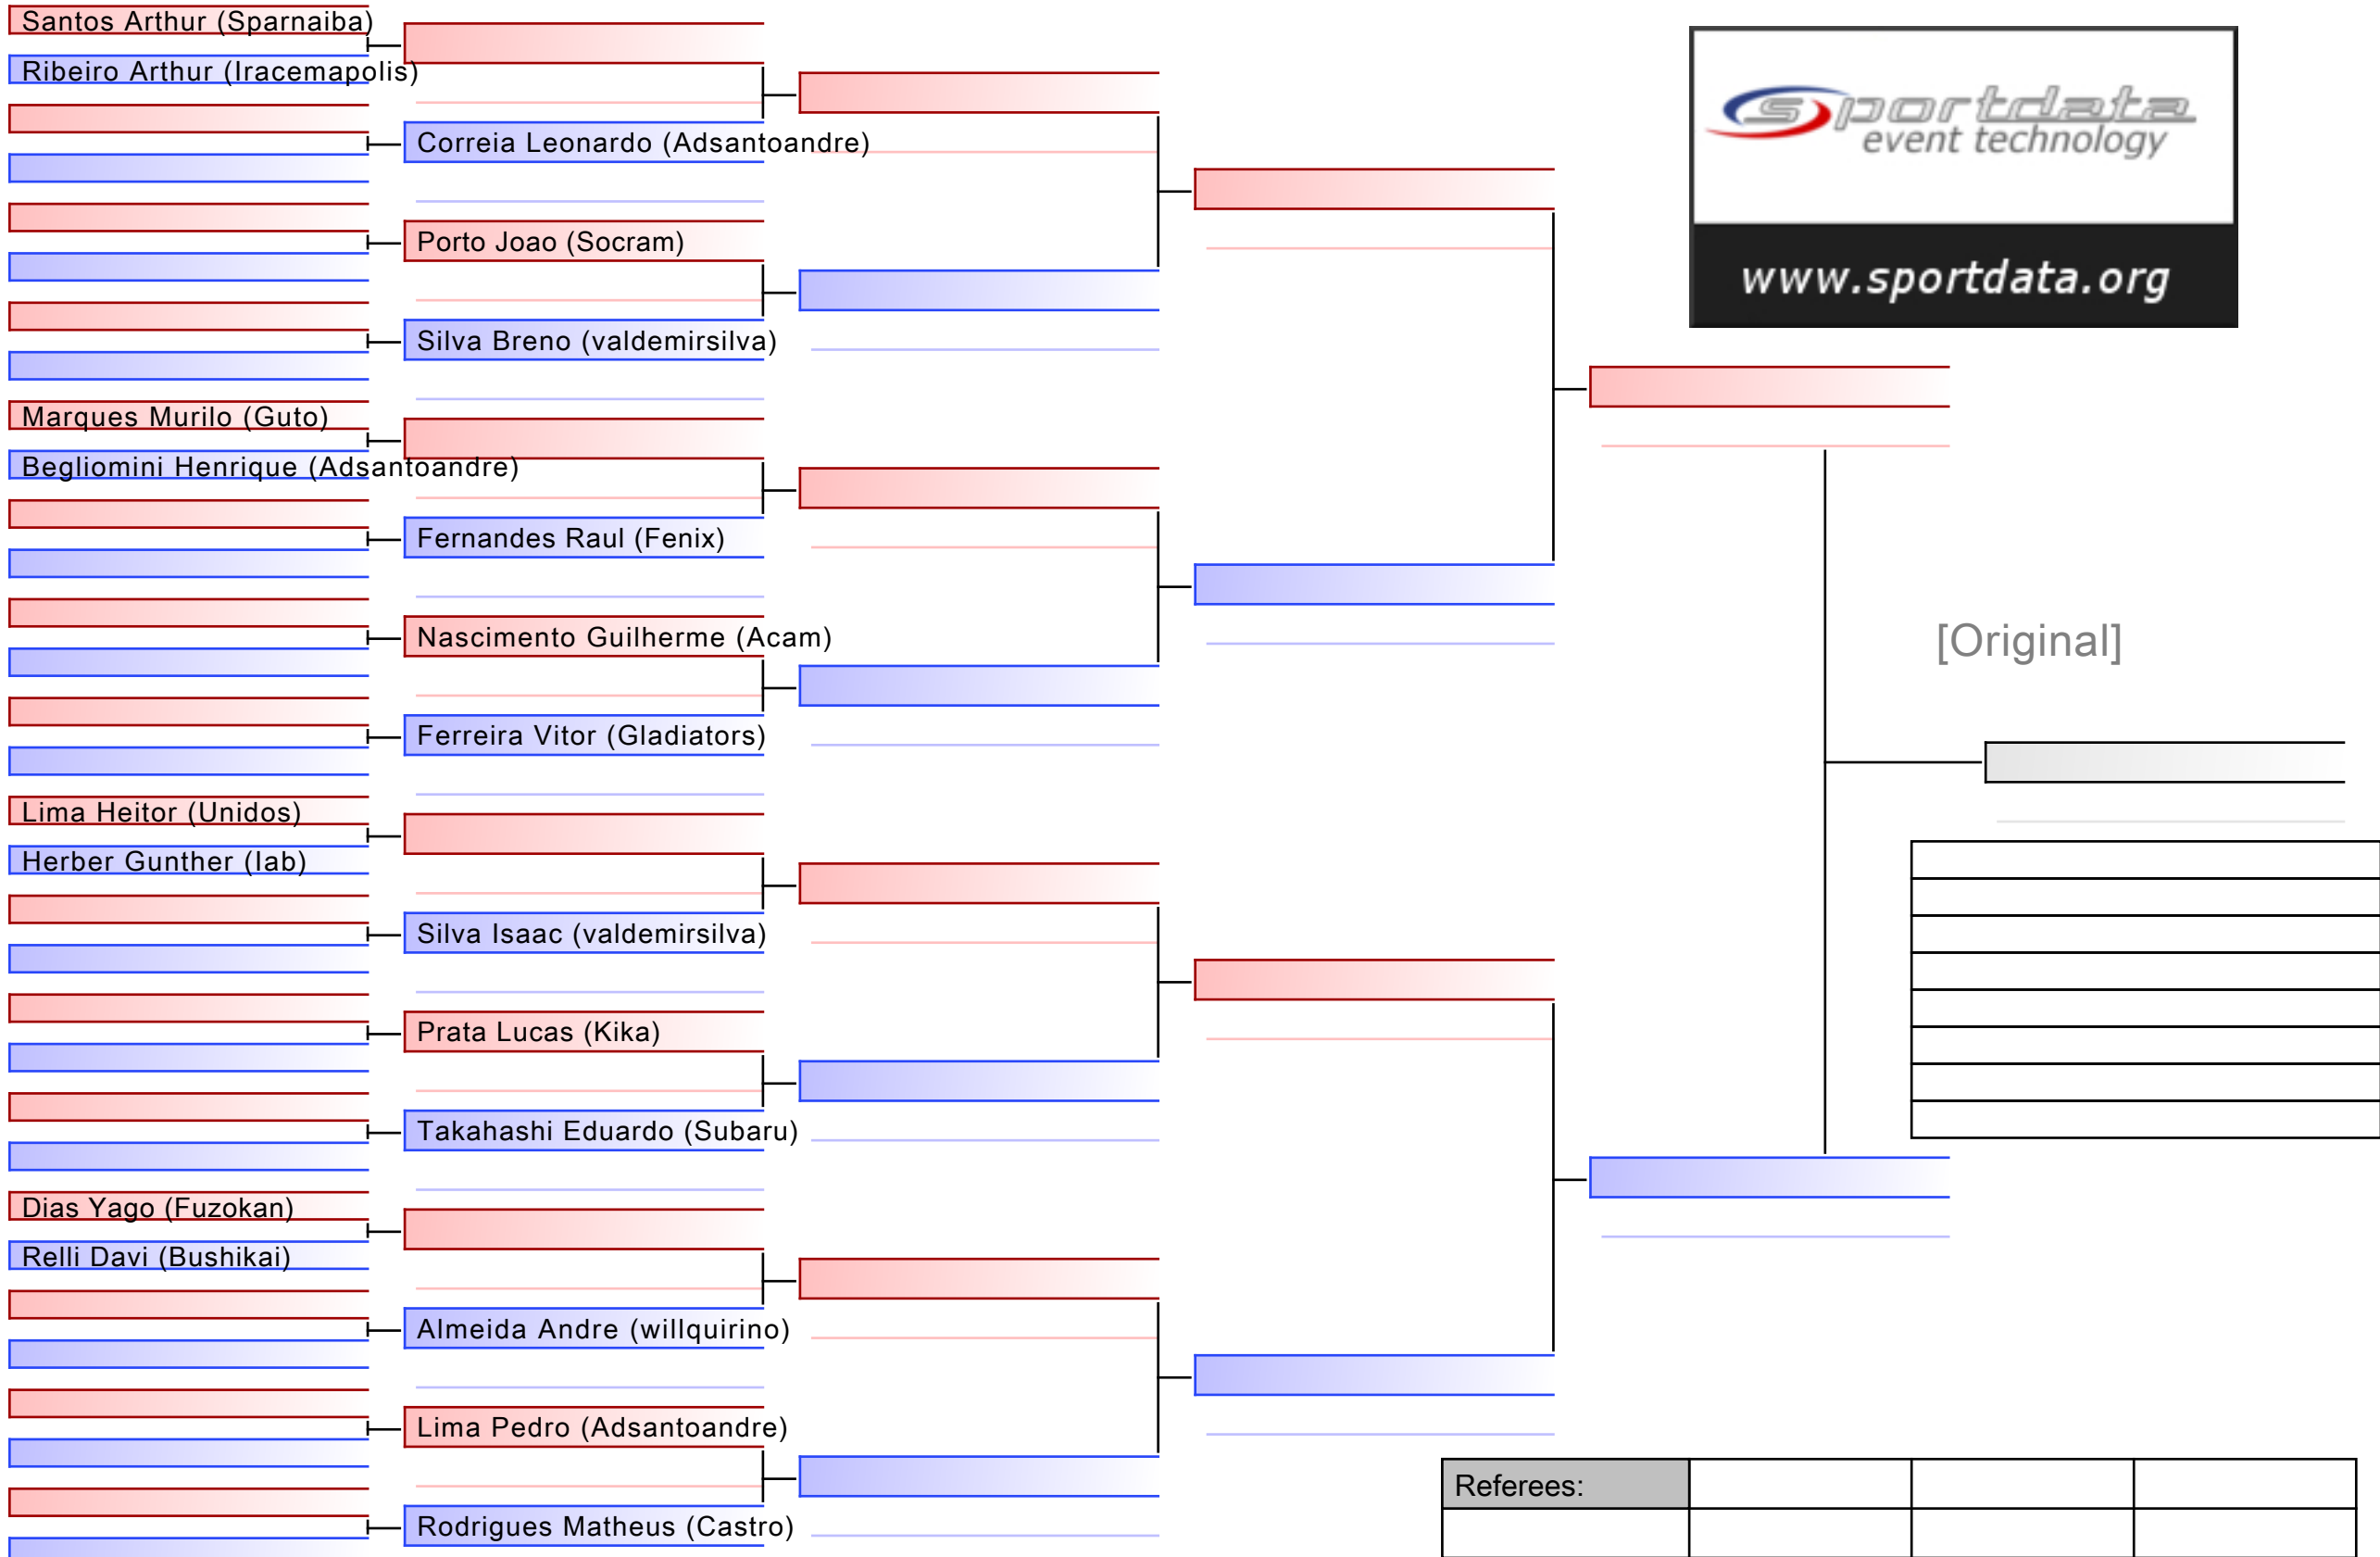 Santos Arthur (Sparnaiba)
Ribeiro Arthur (Iracemapolis)
Correia Leonardo (Adsantoandre)
Porto Joao (Socram)
Silva Breno (valdemirsilva)
Marques Murilo (Guto)
Begliomini Henrique (Adsantoandre)
Fernandes Raul (Fenix)
Nascimento Guilherme (Acam)
Ferreira Vitor (Gladiators)
Lima Heitor (Unidos)
Herber Gunther (Iab)
Silva Isaac (valdemirsilva)
Prata Lucas (Kika)
Takahashi Eduardo (Subaru)
Dias Yago (Fuzokan)
Relli Davi (Bushikai)
Almeida Andre (willquirino)
Lima Pedro (Adsantoandre)
Rodrigues Matheus (Castro)
sportdata
event technology
www.sportdata.org
[Original]
Referees: